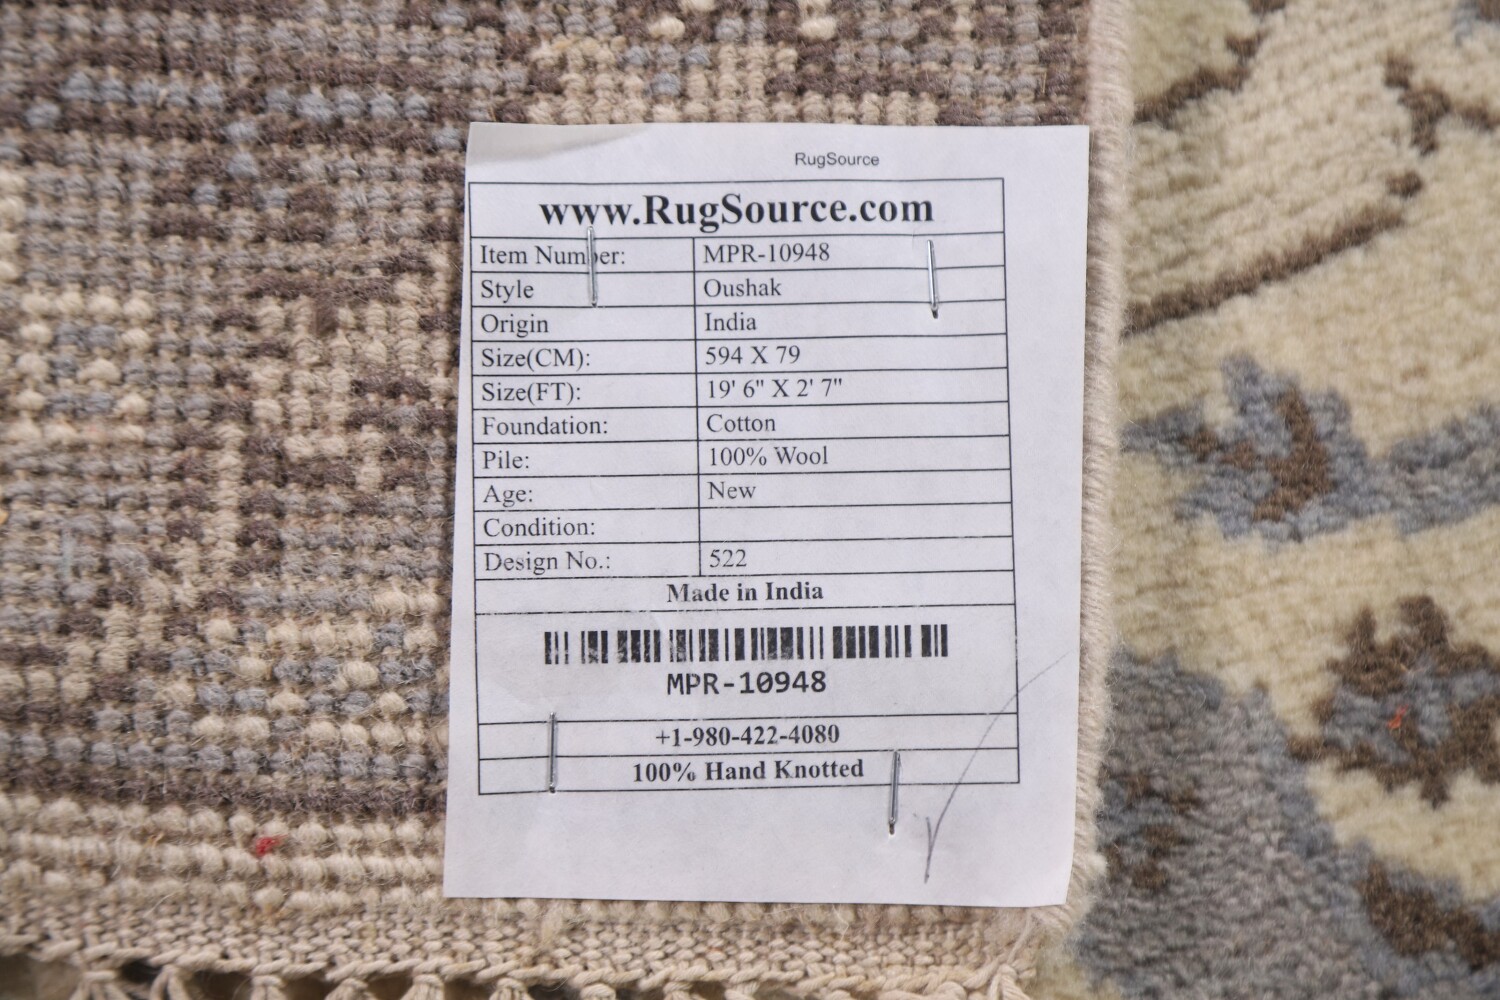 RugSource
www.RugSource.com
Item Number: MPR-10948
Style Oushak
Origin India
Size(CM): 594 X 79
Size(FT): 19' 6" X 2' 7"
Foundation: Cotton
Pile: 100% Wool
Age: New
Condition:
Design No.: 522
Made in India
MPR-10948
+1-980-422-4080
100% Hand Knotted